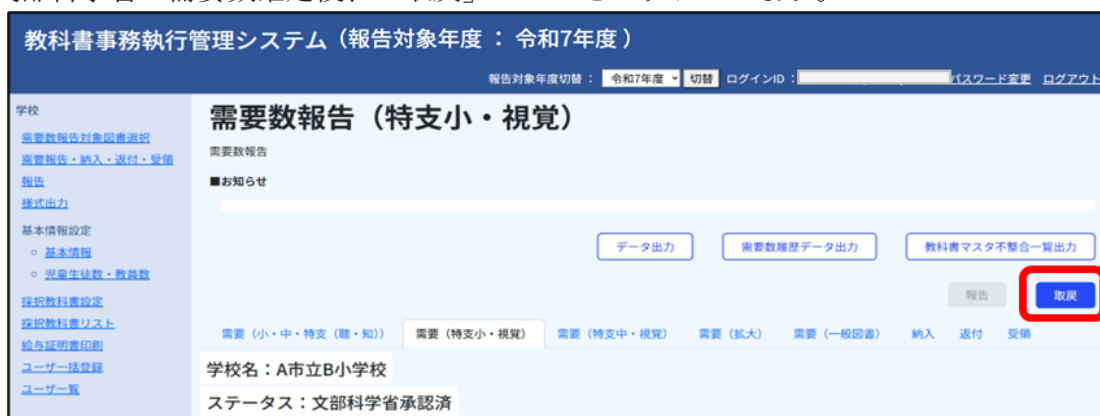 教科書事務執行管理システム（報告対象年度 ： 令和7年度 ）
報告対象年度切替 ： 令和7年度 切替 ログインID ： パスワード変更 ログアウト
学校
需要数報告対象図書選択
需要報告・納入・返付・受領
報告
様式出力
基本情報設定
基本情報
児童生徒数・教員数
採択教科書設定
採択教科書リスト
給与証明書印刷
ユーザー一括登録
ユーザ一覧
需要数報告（特支小・視覚）
需要数報告
■お知らせ
データ出力 需要数履歴データ出力 教科書マスタ不整合一覧出力
報告 取戻
需要（小・中・特支（聴・知）） 需要（特支小・視覚） 需要（特支中・視覚） 需要（拡大） 需要（一般図書） 納入 返付 受領
学校名：A市立B小学校
ステータス：文部科学省承認済